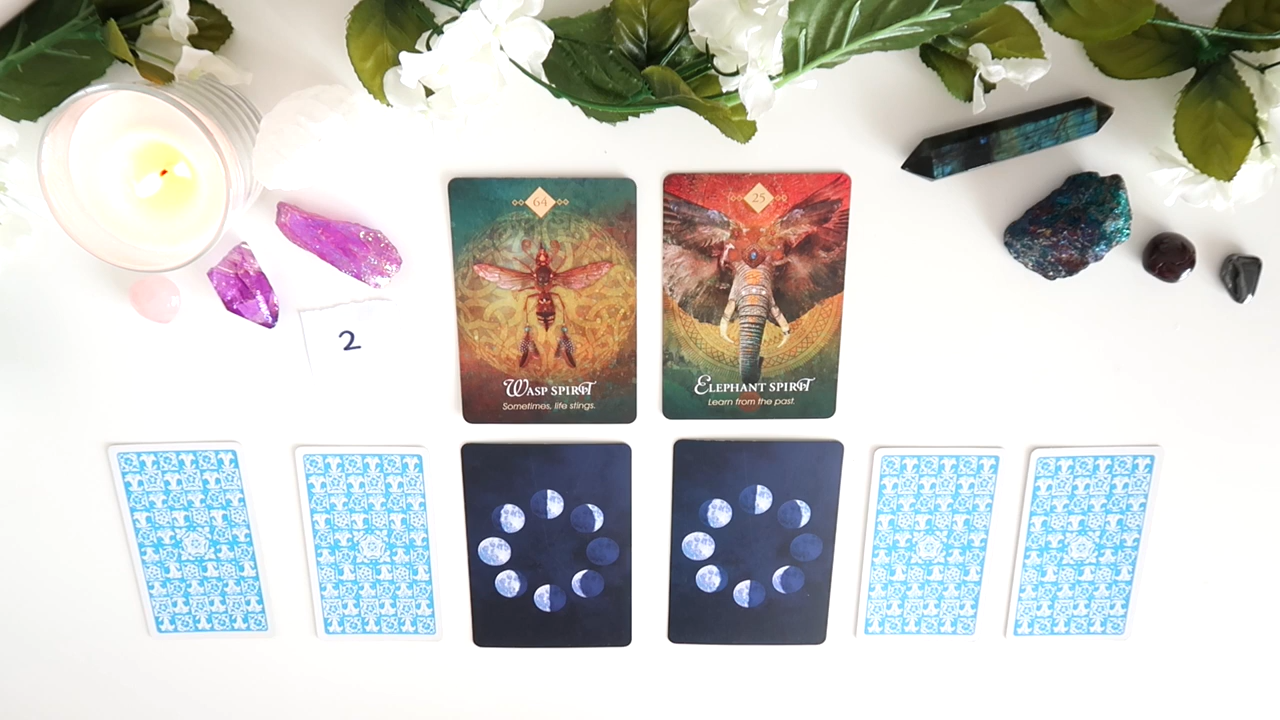 64
25
2
Wasp spirit
Sometimes, life stings.
Elephant spirit
Learn from the past.